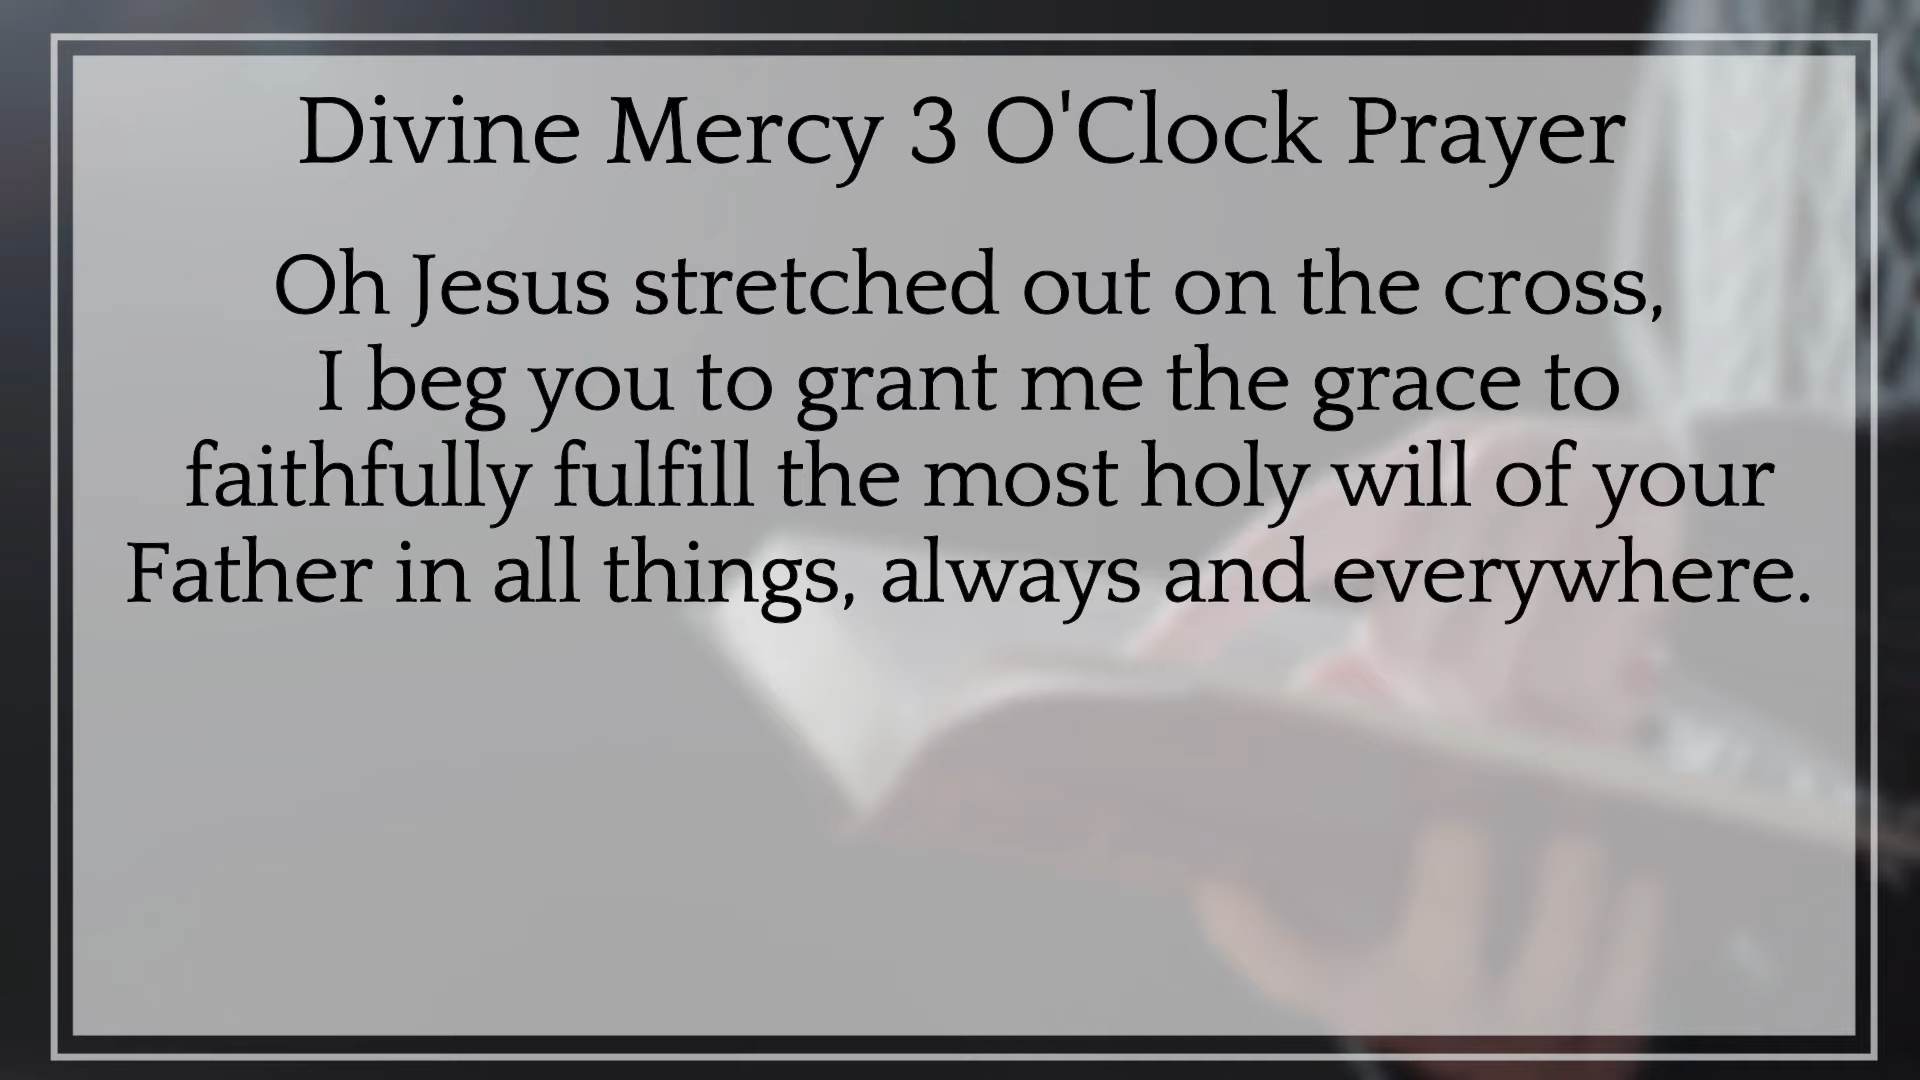 Divine Mercy 3 O'Clock Prayer
Oh Jesus stretched out on the cross,
I beg you to grant me the grace to
faithfully fulfill the most holy will of your
Father in all things, always and everywhere.